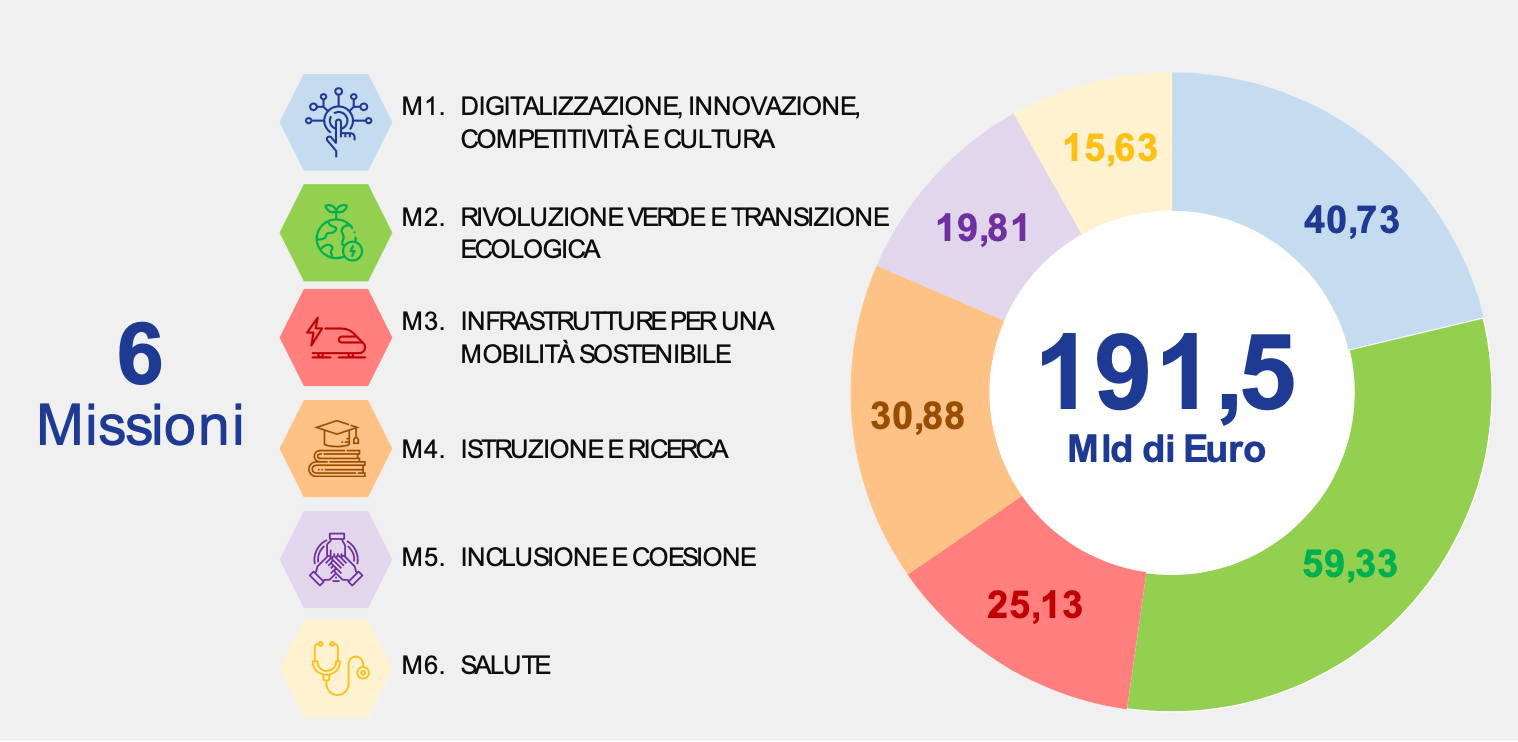 6
Missioni
M1. DIGITALIZZAZIONE, INNOVAZIONE,
COMPETITIVITÀ E CULTURA
M2. RIVOLUZIONE VERDE E TRANSIZIONE
ECOLOGICA
M3. INFRASTRUTTURE PER UNA
MOBILITÀ SOSTENIBILE
M4. ISTRUZIONE E RICERCA
M5. INCLUSIONE E COESIONE
M6. SALUTE
15,63
40,73
19,81
30,88
25,13
59,33
191,5
Mld di Euro